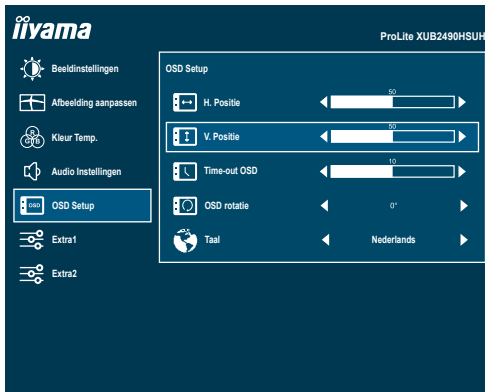 iiyama
ProLite XUB2490HSUH
Beeldinstellingen
Afbeelding aanpassen
R
G B
Kleur Temp.
Audio Instellingen
OSD
OSD Setup
Extra1
Extra2
OSD Setup
H. Positie
50
V. Positie
50
Time-out OSD
10
OSD rotatie
0°
Taal
Nederlands